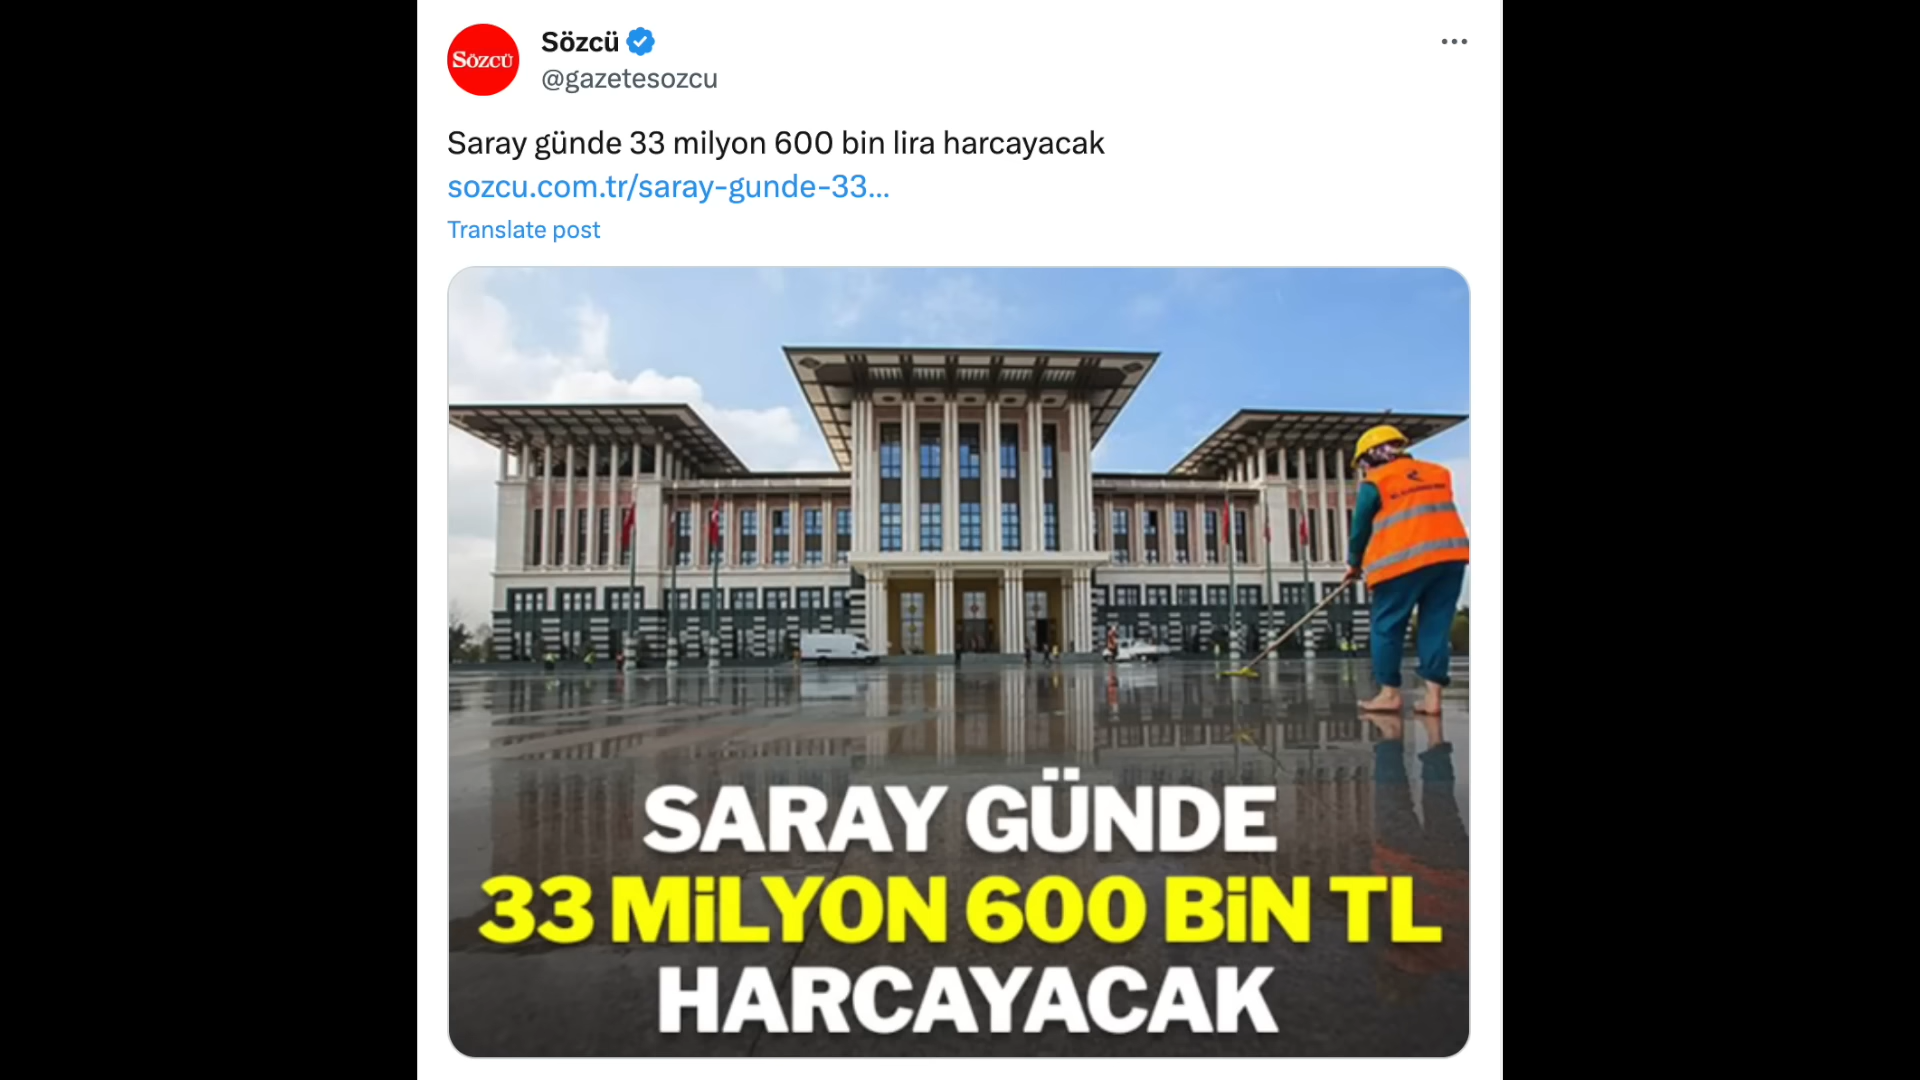 Sözcü
SÖZCÜ
@gazetesozcu
Saray günde 33 milyon 600 bin lira harcayacak
sozcu.com.tr/saray-gunde-33...
Translate post
SARAY GÜNDE
33 MİLYON 600 BİN TL
HARCAYACAK